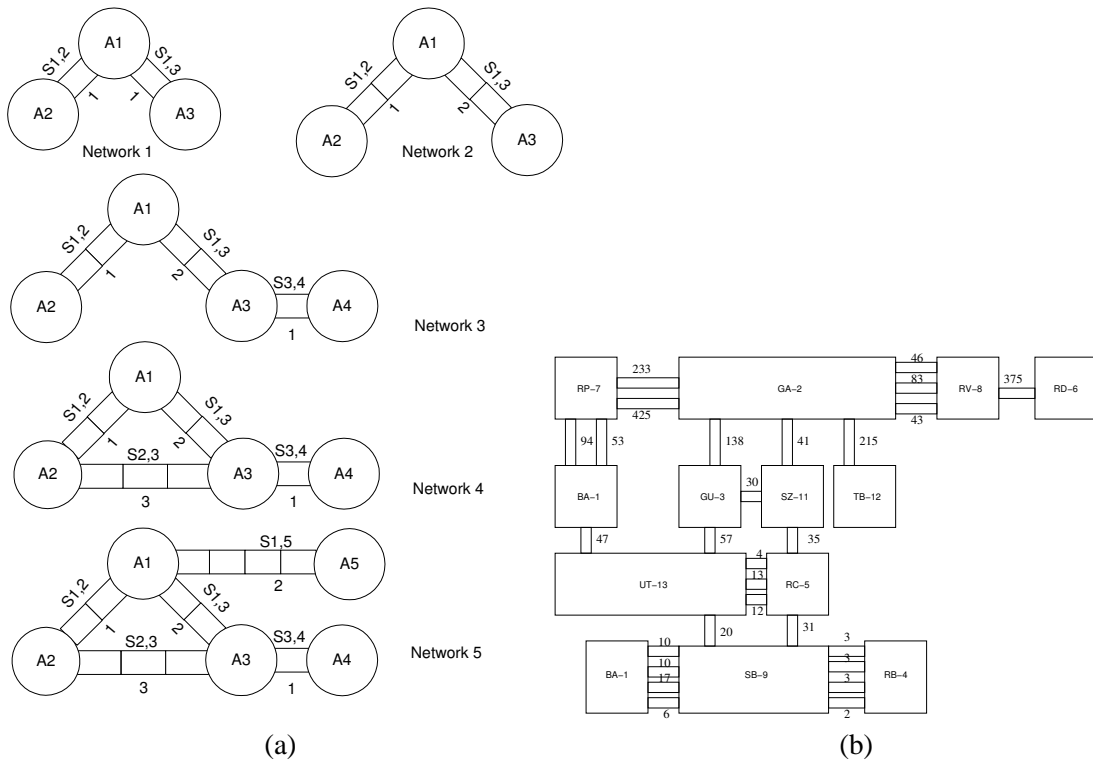 A1
S1,2
S1,3
A2
1
1
A3
Network 1
A1
S1,2
S1,3
1
2
A2
A3
Network 2
A1
S1,2
S1,3
1
2
A2
A3
S3,4
A4
1
Network 3
A1
S1,2
S1,3
1
2
S2,3
A2
A3
S3,4
A4
3
1
Network 4
A1
S1,5
A5
2
S1,2
S1,3
1
2
S2,3
A2
A3
S3,4
A4
3
1
Network 5
(a)
RP-7
233
425
GA-2
46
83
43
RV-8
375
RD-6
94
53
138
41
215
BA-1
GU-3
30
SZ-11
TB-12
47
57
35
UT-13
4
13
12
RC-5
20
31
BA-1
10
10
17
6
SB-9
3
3
3
2
RB-4
(b)